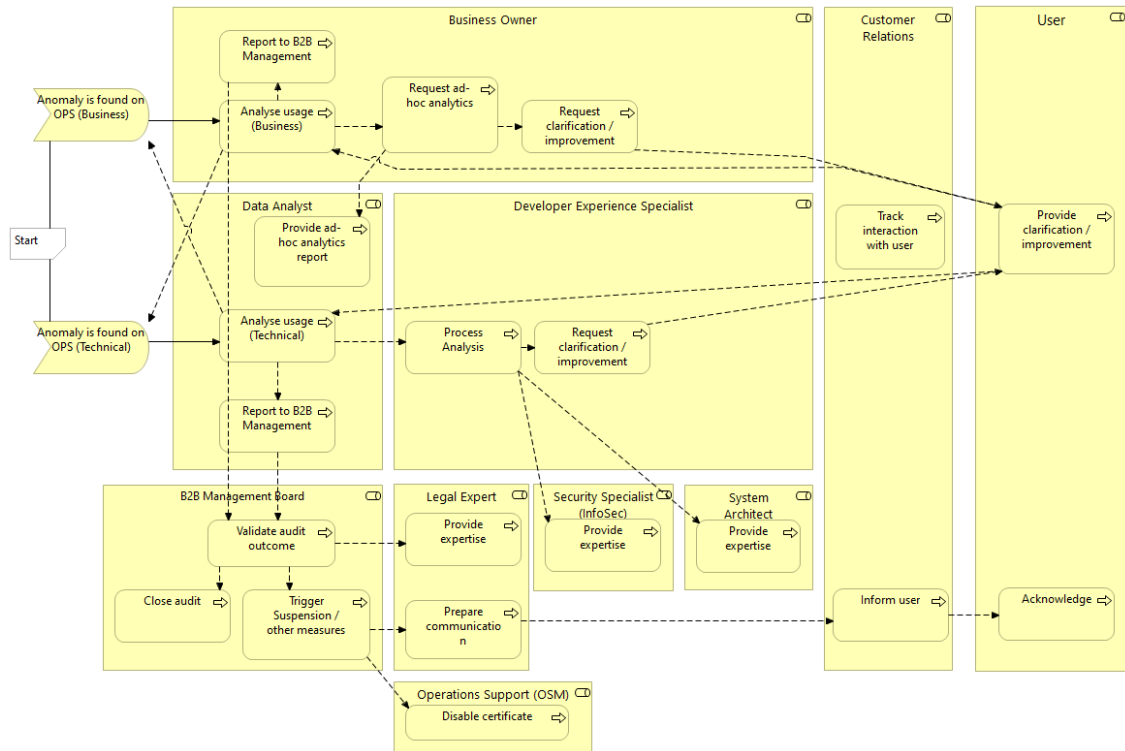 Business Owner
Customer
Relations
User
Report to B2B
Management
Request ad-
hoc analytics
Anomaly is found on
OPS (Business)
Analyse usage
(Business)
Request
clarification /
improvement
Data Analyst
Developer Experience Specialist
Provide ad-
hoc analytics
report
Track
interaction
with user
Provide
clarification /
improvement
Start
Anomaly is found on
OPS (Technical)
Analyse usage
(Technical)
Process
Analysis
Request
clarification /
improvement
Report to B2B
Management
B2B Management Board
Legal Expert
Security Specialist
(InfoSec)
System
Architect
Validate audit
outcome
Provide
expertise
Provide
expertise
Provide
expertise
Close audit
Trigger
Suspension /
other measures
Prepare
communicatio
n
Inform user
Acknowledge
Operations Support (OSM)
Disable certificate